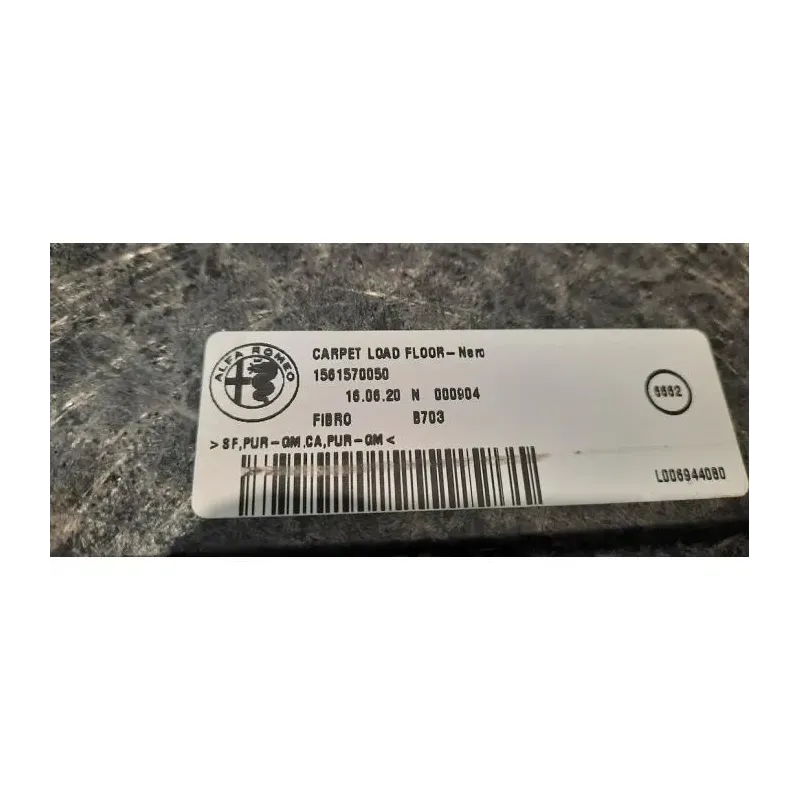 ALFA ROMEO
CARPET LOAD FLOOR-Nero
1561570050
16.06.20 N 000904
6662
FIBRO B703
>SF,PUR-GM,CA,PUR-GM<
L006944080